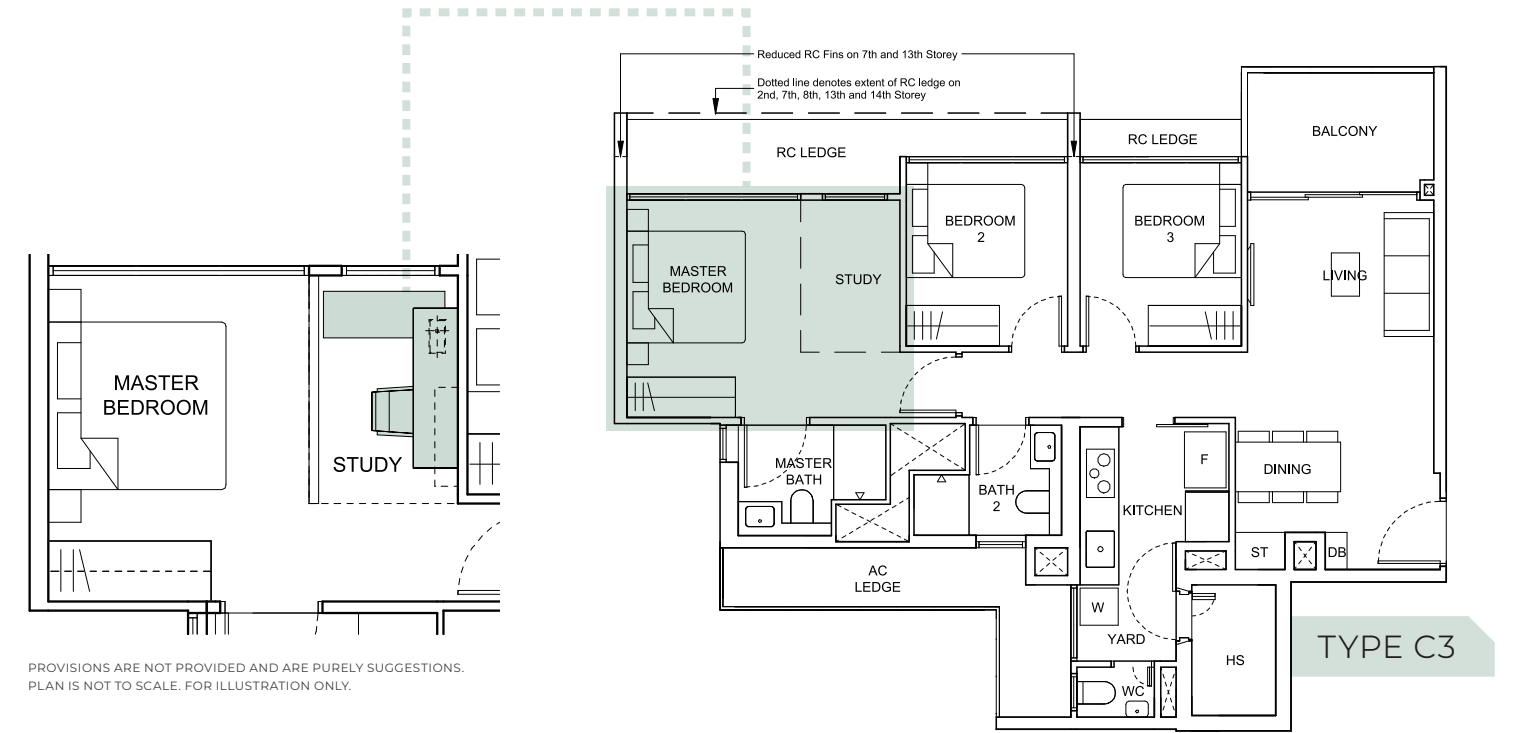 Reduced RC Fins on 7th and 13th Storey
Dotted line denotes extent of RC ledge on
2nd, 7th, 8th, 13th and 14th Storey
RC LEDGE
RC LEDGE
BALCONY
MASTER
BEDROOM
STUDY
BEDROOM
2
BEDROOM
3
LIVING
MASTER
BEDROOM
STUDY
MASTER
BATH
BATH
2
KITCHEN
F
DINING
ST
DB
AC
LEDGE
W
YARD
HS
WC
TYPE C3
PROVISIONS ARE NOT PROVIDED AND ARE PURELY SUGGESTIONS.
PLAN IS NOT TO SCALE. FOR ILLUSTRATION ONLY.